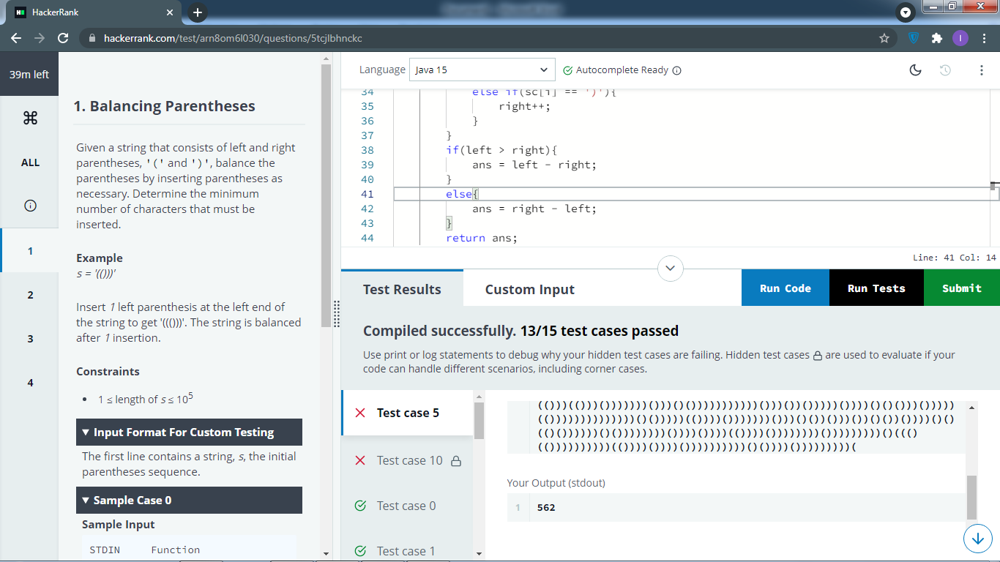 HackerRank
hackerrank.com/test/arn8om6l030/questions/5tcjlbhnckc
39m left
ALL
1
2
3
4
1. Balancing Parentheses
Given a string that consists of left and right
parentheses, '(' and ')', balance the
parentheses by inserting parentheses as
necessary. Determine the minimum
number of characters that must be
inserted.
Example
s = '(()))'
Insert 1 left parenthesis at the left end of
the string to get '((()))'. The string is balanced
after 1 insertion.
Constraints
• 1 ≤ length of s ≤ 10^5
▼ Input Format For Custom Testing
The first line contains a string, s, the initial
parentheses sequence.
▼ Sample Case 0
Sample Input
STDIN Function
Language Java 15 Autocomplete Ready
34 else if(sc[i] == ')'){
35 right++;
36 }
37 }
38 if(left > right){
39 ans = left - right;
40 }
41 else{
42 ans = right - left;
43 }
44 return ans;
Line: 41 Col: 14
Test Results Custom Input Run Code Run Tests Submit
Compiled successfully. 13/15 test cases passed
Use print or log statements to debug why your hidden test cases are failing. Hidden test cases are used to evaluate if your
code can handle different scenarios, including corner cases.
Test case 5
Test case 10
Test case 0
Test case 1
Your Output (stdout)
1 562
I